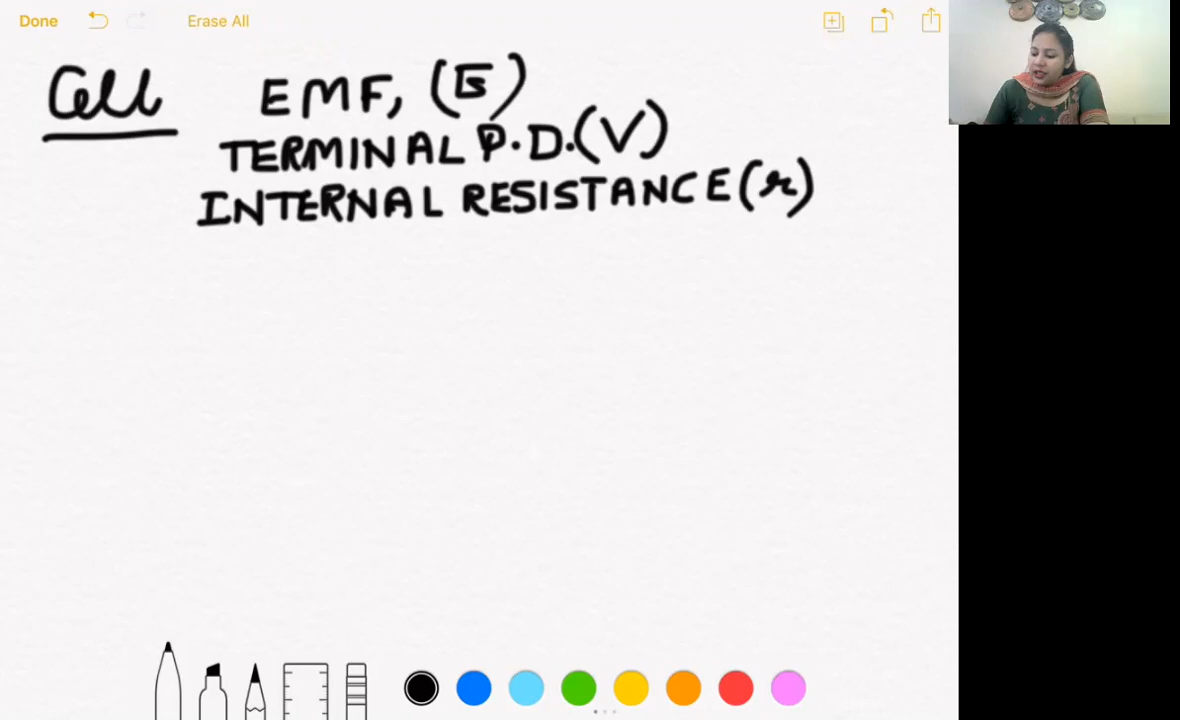 Done Erase All
Cell EMF, (E)
TERMINAL P.D.(V)
INTERNAL RESISTANCE (r)